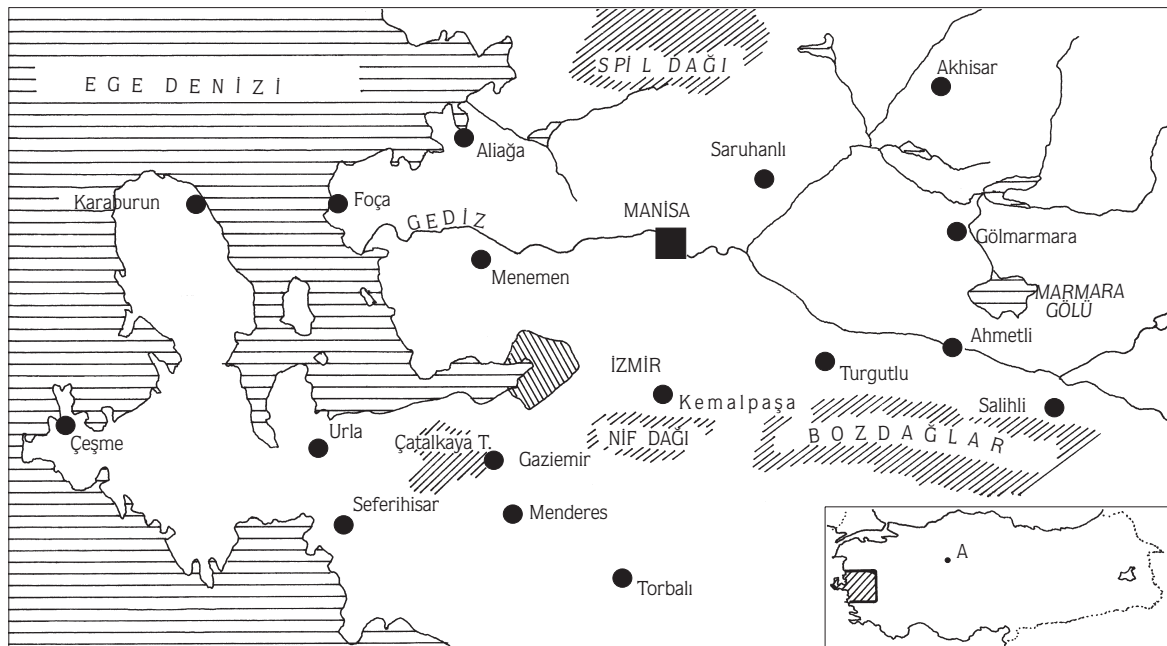 EGE DENİZİ
SPİL DAĞI
Akhisar
Aliağa
Saruhanlı
Karaburun
Foça
GEDİZ
MANİSA
Gölmarmara
Menemen
MARMARA
GÖLÜ
Ahmetli
İZMİR
Turgutlu
Kemalpaşa
Salihli
Çeşme
Urla
Çatalkaya T.
NİF DAĞI
BOZDAĞLAR
Gaziemir
Seferihisar
Menderes
A
Torbalı